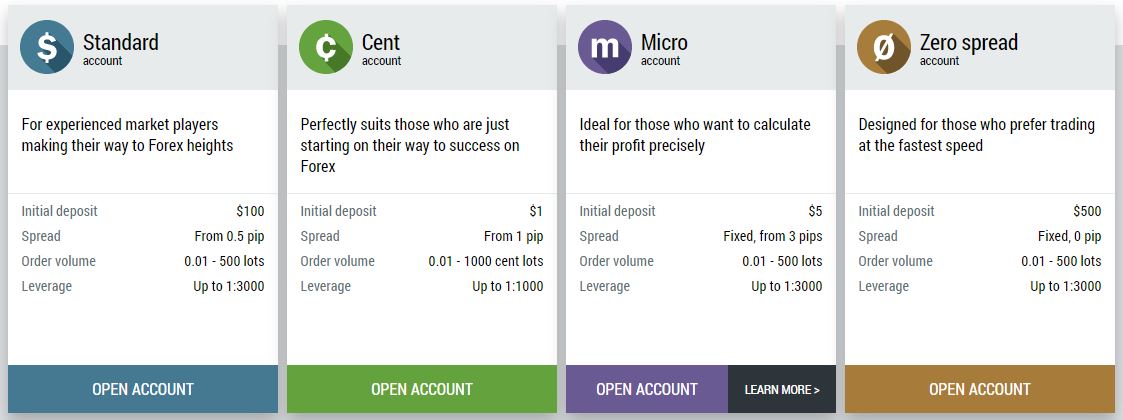 $ Standard
account
For experienced market players
making their way to Forex heights
Initial deposit $100
Spread From 0.5 pip
Order volume 0.01 - 500 lots
Leverage Up to 1:3000
OPEN ACCOUNT
¢ Cent
account
Perfectly suits those who are just
starting on their way to success on
Forex
Initial deposit $1
Spread From 1 pip
Order volume 0.01 - 1000 cent lots
Leverage Up to 1:1000
OPEN ACCOUNT
m Micro
account
Ideal for those who want to calculate
their profit precisely
Initial deposit $5
Spread Fixed, from 3 pips
Order volume 0.01 - 500 lots
Leverage Up to 1:3000
OPEN ACCOUNT LEARN MORE >
Ø Zero spread
account
Designed for those who prefer trading
at the fastest speed
Initial deposit $500
Spread Fixed, 0 pip
Order volume 0.01 - 500 lots
Leverage Up to 1:3000
OPEN ACCOUNT